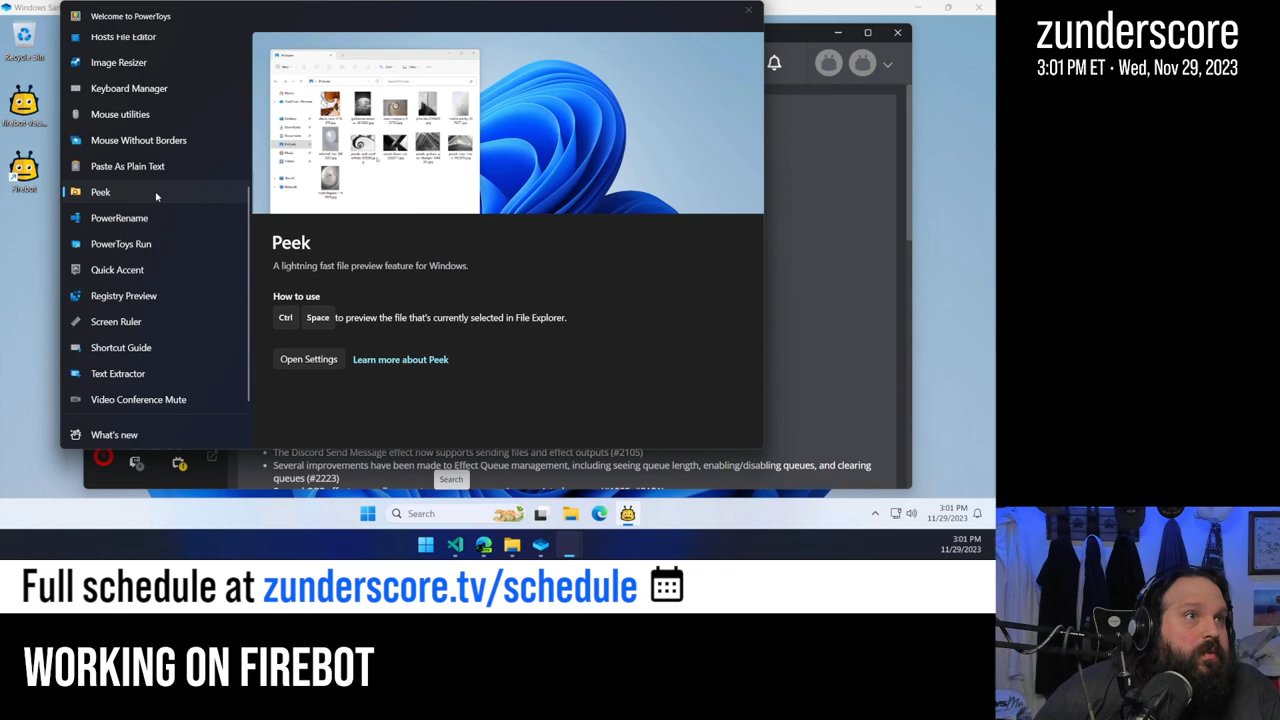 Windows San
Welcome to PowerToys
Recycle Bin
Firebot
Hosts File Editor
Image Resizer
Keyboard Manager
Mouse utilities
Mouse Without Borders
Paste As Plain Text
Peek
PowerRename
PowerToys Run
Quick Accent
Registry Preview
Screen Ruler
Shortcut Guide
Text Extractor
Video Conference Mute
What's new
Peek
A lightning fast file preview feature for Windows.
How to use
Ctrl Space to preview the file that's currently selected in File Explorer.
Open Settings Learn more about Peek
The Discord Send Message effect now supports sending files and effect outputs (#2105)
Several improvements have been made to Effect Queue management, including seeing queue length, enabling/disabling queues, and clearing
queues (#2223)
Search
Search
3:01 PM
11/29/2023
3:01 PM
11/29/2023
zunderscore
3:01 PM ET • Wed, Nov 29, 2023
Full schedule at zunderscore.tv/schedule
WORKING ON FIREBOT